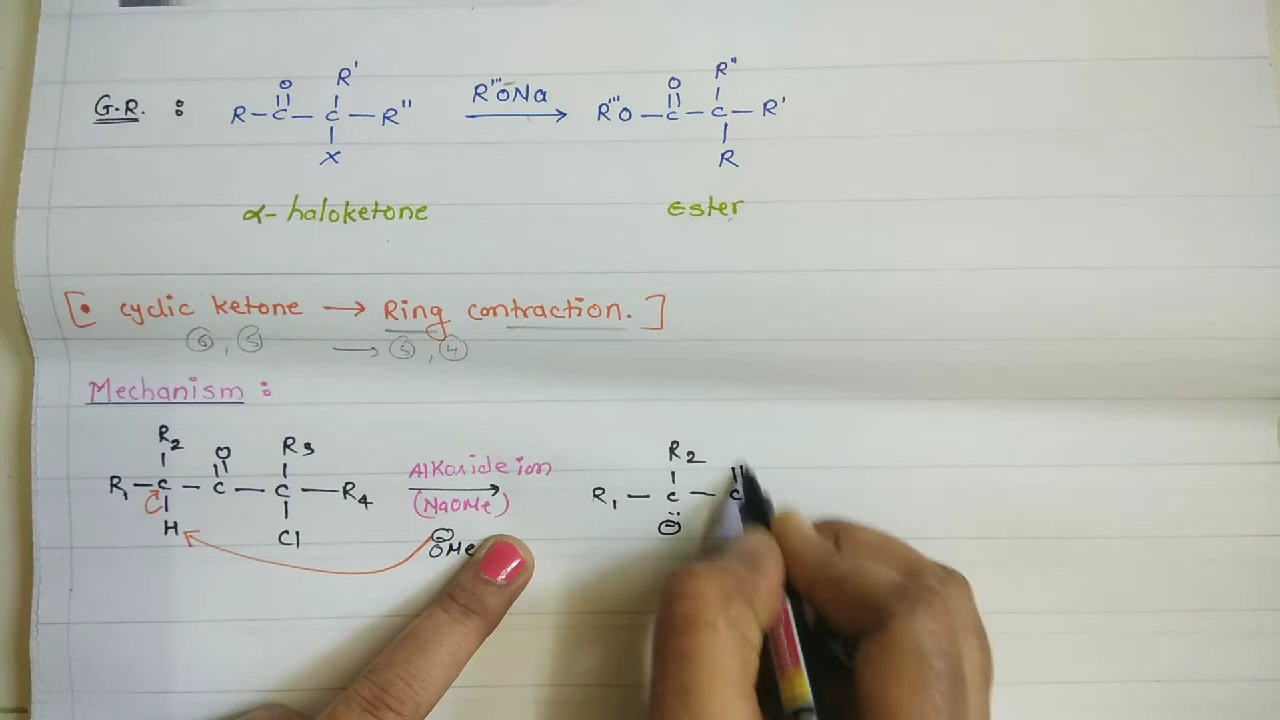 O R' O R''
G.R. : R-C-C-R'' R'''ONa R'''O-C-C-R'
X R
α- haloketone Ester
[• cyclic ketone → Ring contraction.]
6, 5 → 5, 4
Mechanism :
R2 O R3 Alkoxide ion R2
R1-C-C-C-R4 (NaOMe) R1-C-C
H Cl ⊖OMe ⊖